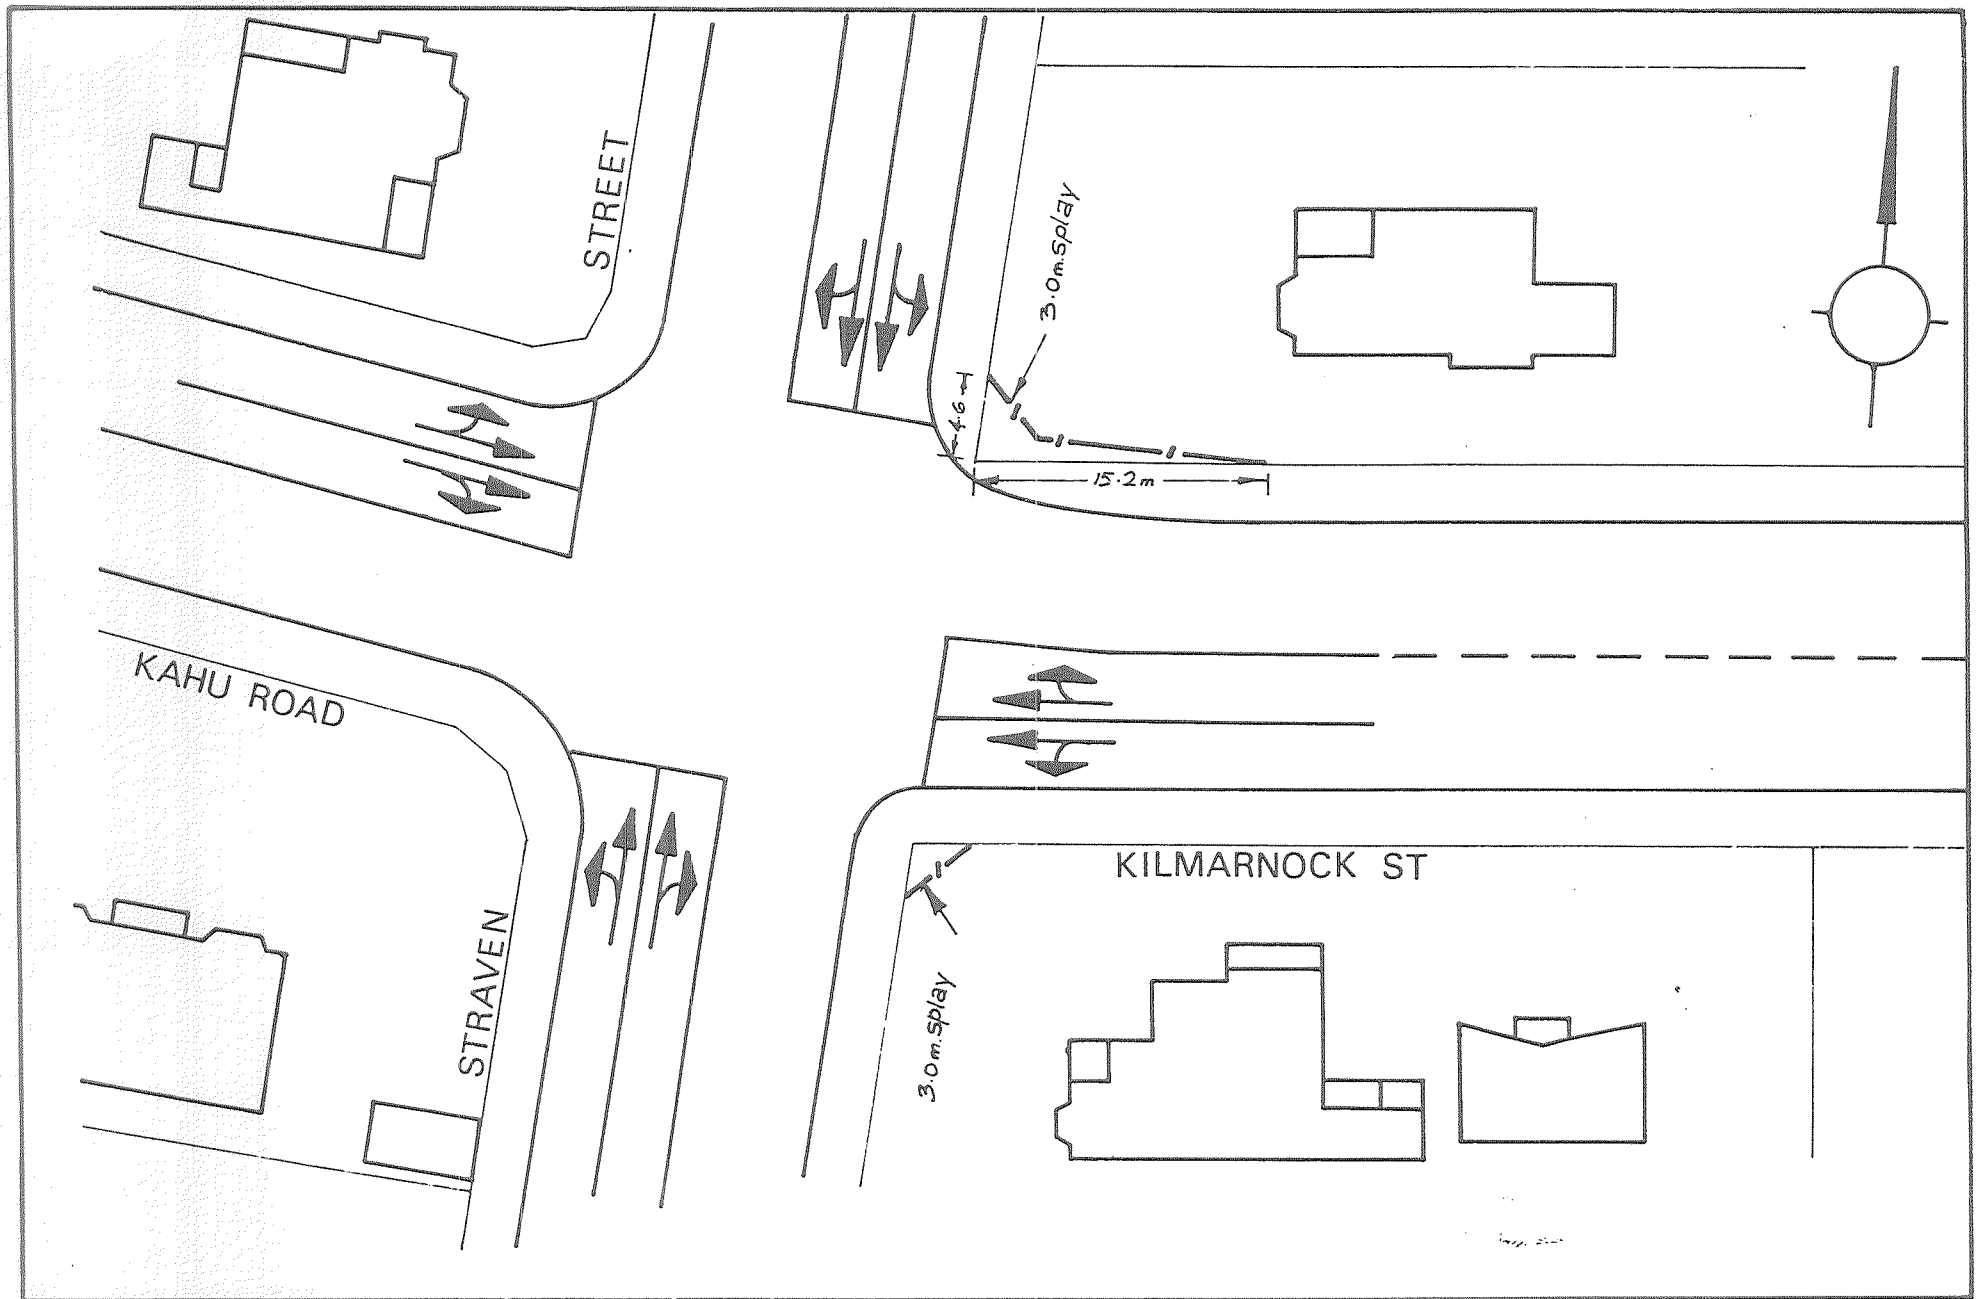 STREET
3.0m.splay
4.6
15.2m
KAHU ROAD
KILMARNOCK ST
STRAVEN
3.0m.splay